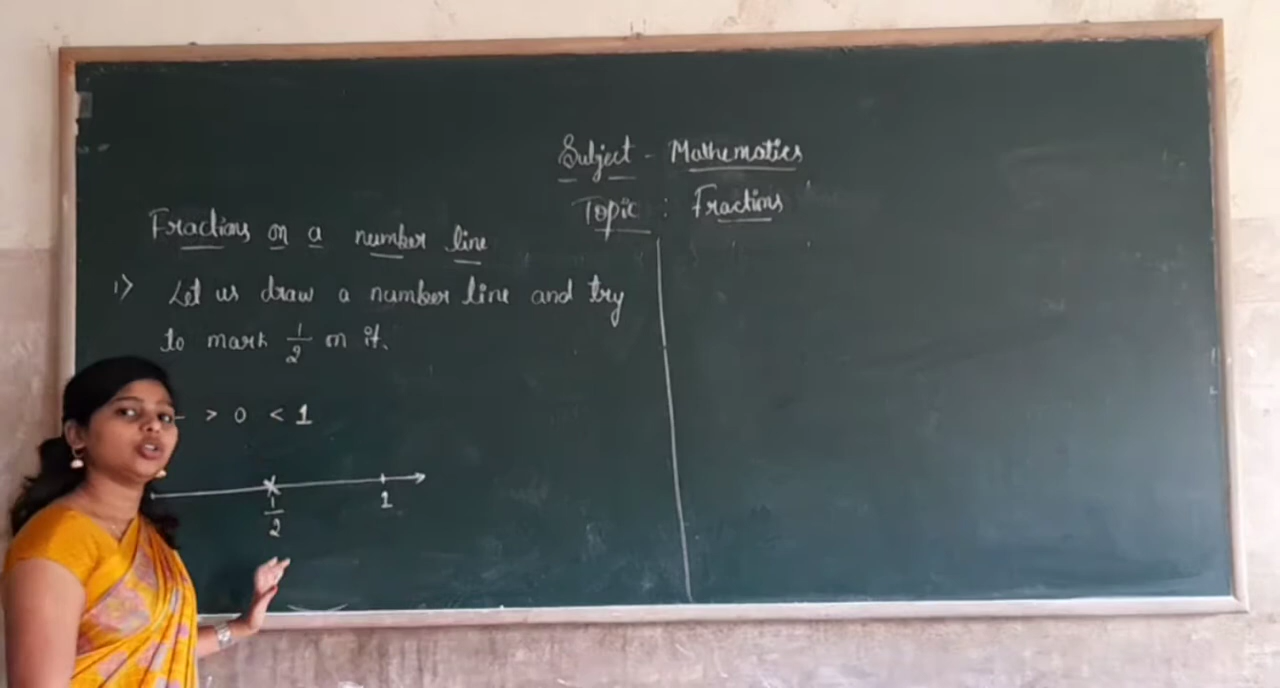 Subject - Mathematics
Topic : Fractions
Fractions on a number line
1) Let us draw a number line and try
to mark 1/2 on it.
> 0 < 1
1/2 1